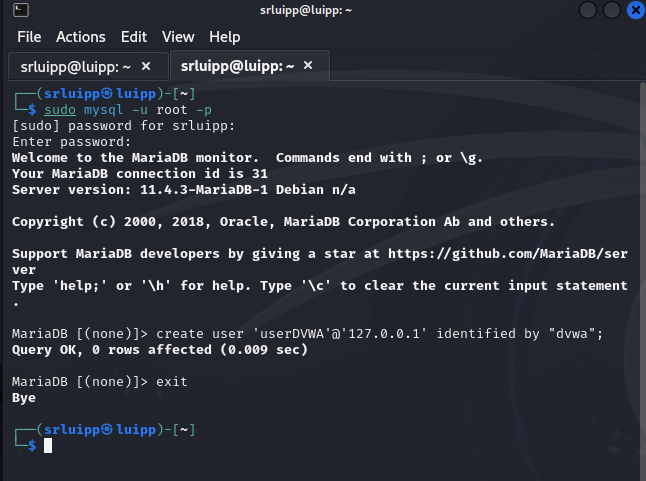 srluipp@luipp: ~
File Actions Edit View Help
srluipp@luipp: ~ × srluipp@luipp: ~ ×
┌──(srluipp㉿luipp)-[~]
└─$ sudo mysql -u root -p
[sudo] password for srluipp:
Enter password:
Welcome to the MariaDB monitor.  Commands end with ; or \g.
Your MariaDB connection id is 31
Server version: 11.4.3-MariaDB-1 Debian n/a
Copyright (c) 2000, 2018, Oracle, MariaDB Corporation Ab and others.
Support MariaDB developers by giving a star at https://github.com/MariaDB/ser
ver
Type 'help;' or '\h' for help. Type '\c' to clear the current input statement
.
MariaDB [(none)]> create user 'userDVWA'@'127.0.0.1' identified by "dvwa";
Query OK, 0 rows affected (0.009 sec)
MariaDB [(none)]> exit
Bye
┌──(srluipp㉿luipp)-[~]
└─$